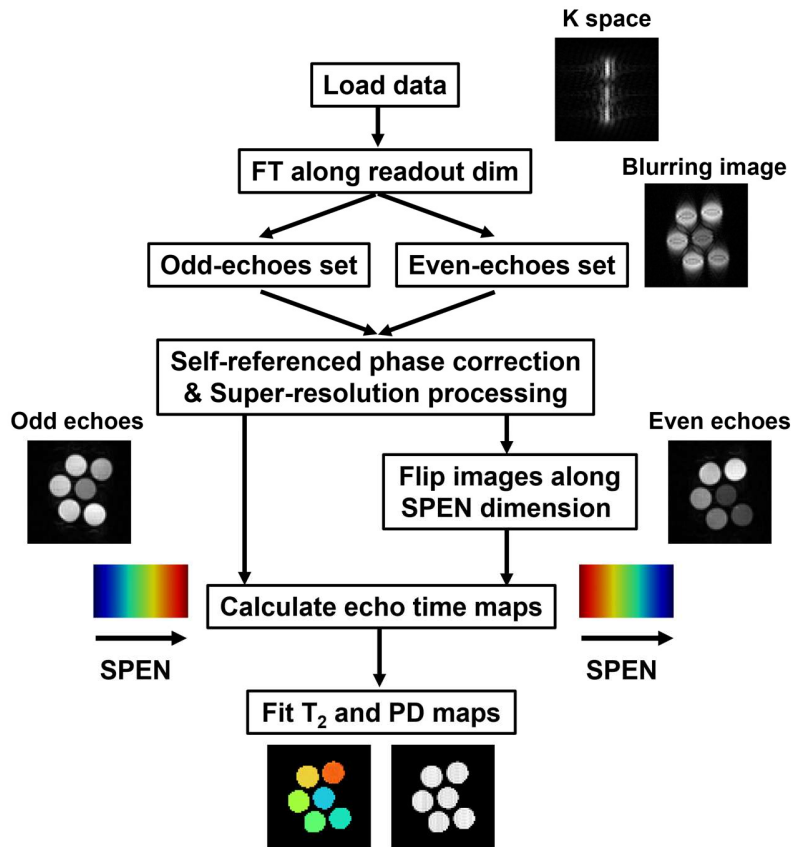 K space
Load data
FT along readout dim
Blurring image
Odd-echoes set
Even-echoes set
Self-referenced phase correction
& Super-resolution processing
Odd echoes
Even echoes
Flip images along
SPEN dimension
Calculate echo time maps
SPEN
SPEN
Fit T₂ and PD maps